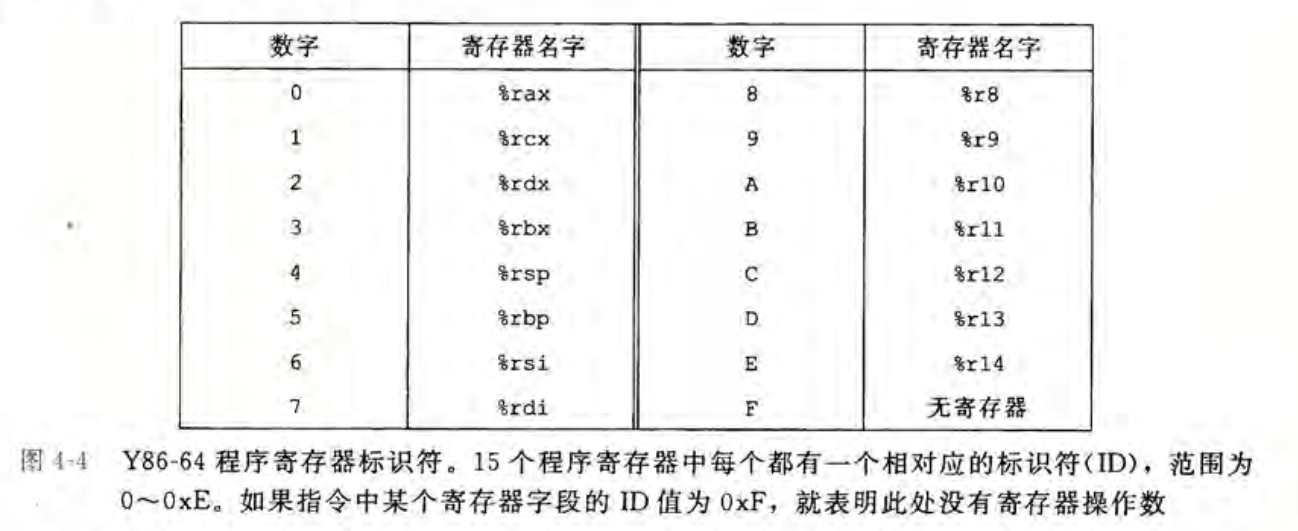 数字 寄存器名字 数字 寄存器名字
0 %rax 8 %r8
1 %rcx 9 %r9
2 %rdx A %r10
3 %rbx B %r11
4 %rsp C %r12
5 %rbp D %r13
6 %rsi E %r14
7 %rdi F 无寄存器
图 4-4 Y86-64 程序寄存器标识符。15 个程序寄存器中每个都有一个相对应的标识符(ID)，范围为
0～0xE。如果指令中某个寄存器字段的 ID 值为 0xF，就表明此处没有寄存器操作数